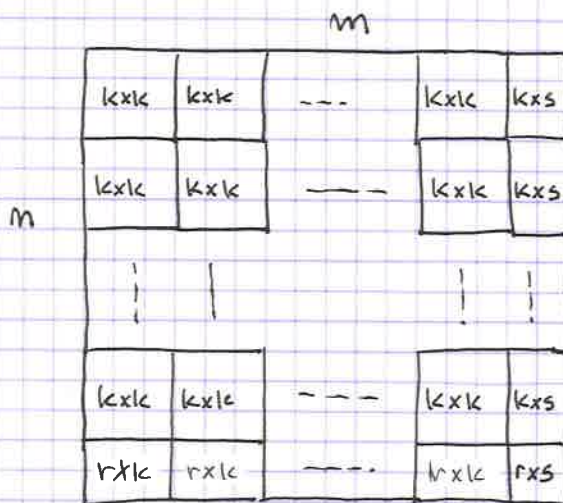 m
kxk kxk ---. kxk kxs
kxk kxk ---- kxk kxs
n
kxk kxk ---- kxk kxs
rxk rxk ----. rxk rxs